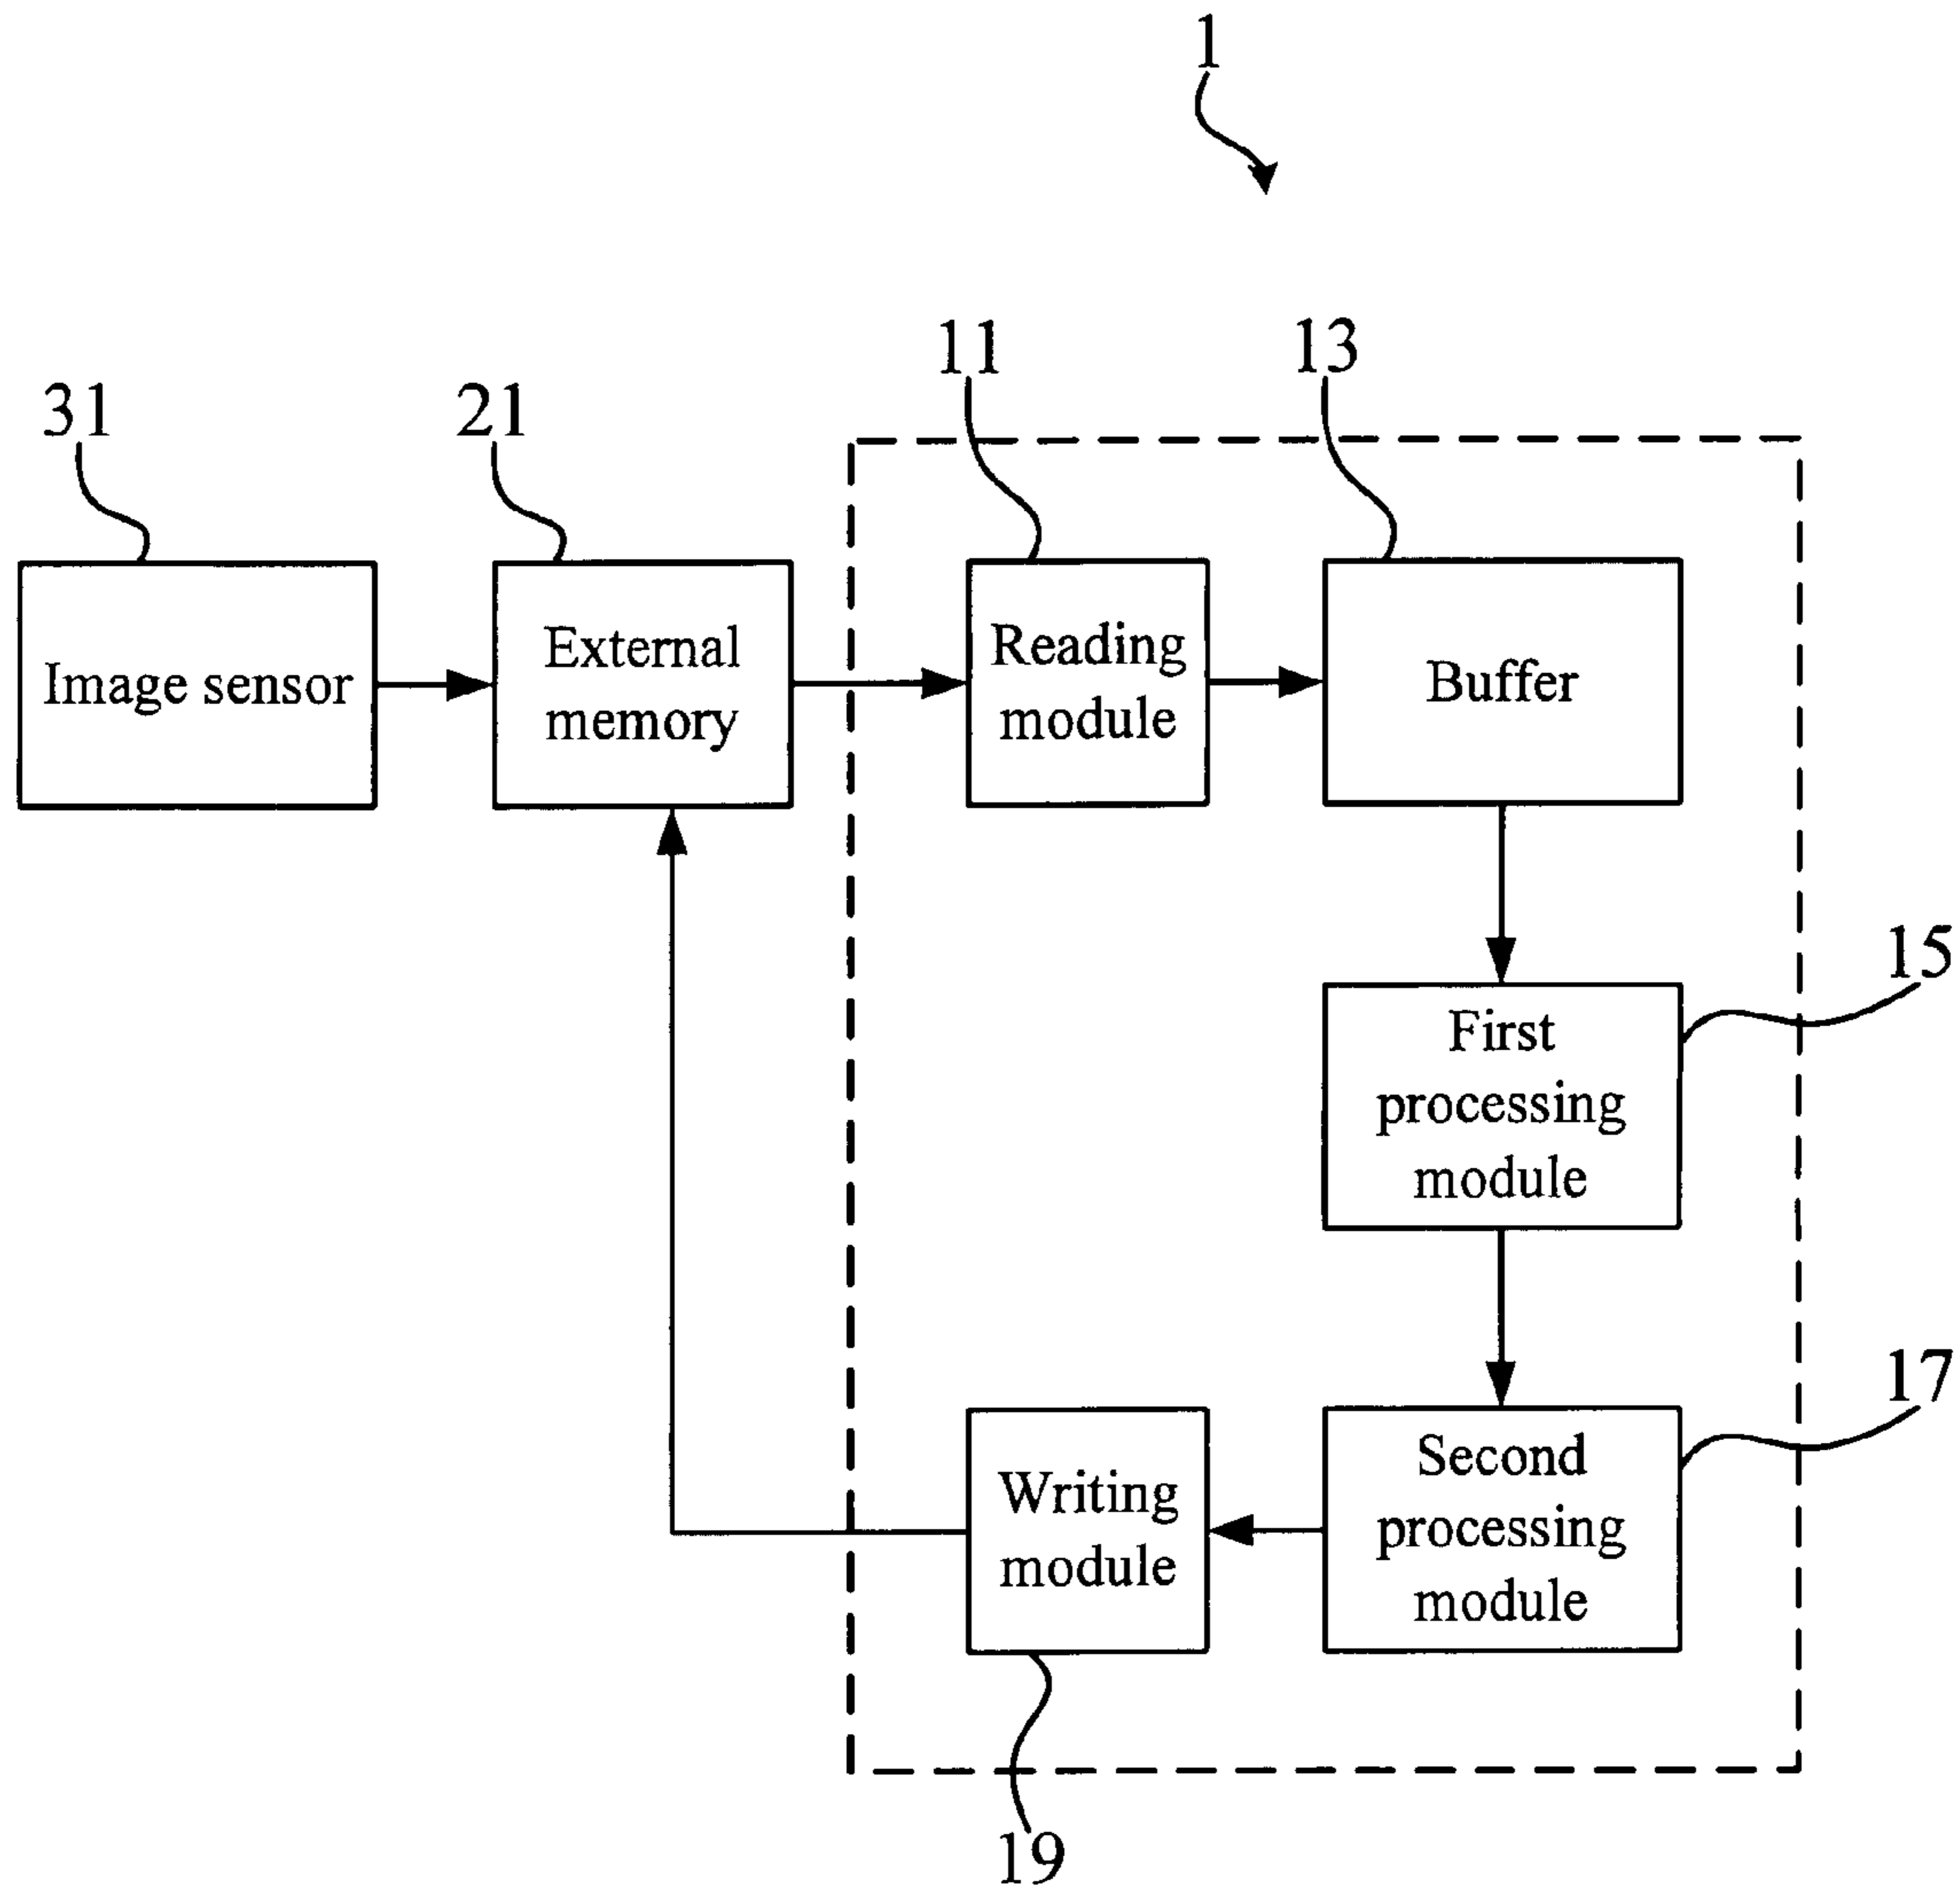 1
11
13
31
21
Image sensor
External
memory
Reading
module
Buffer
15
First
processing
module
17
Writing
module
Second
processing
module
19